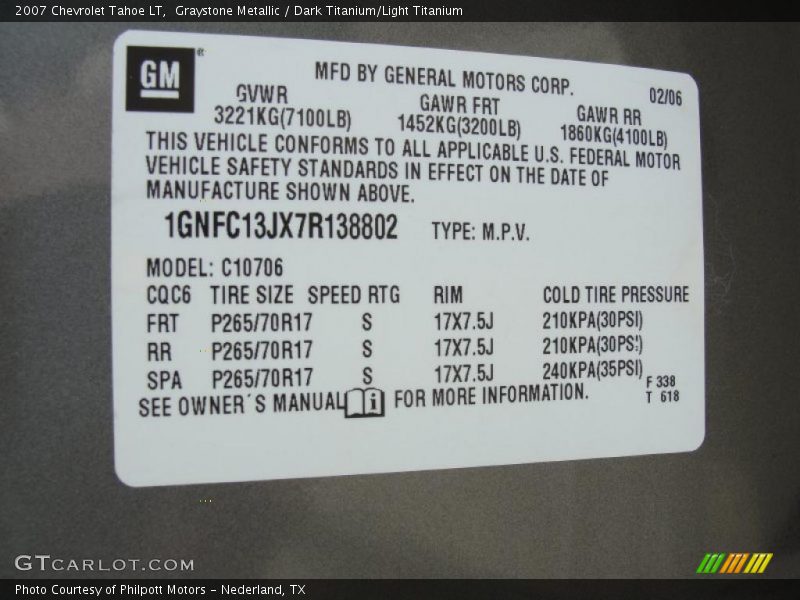 2007 Chevrolet Tahoe LT, Graystone Metallic / Dark Titanium/Light Titanium
GM®
MFD BY GENERAL MOTORS CORP. 02/06
GVWR GAWR FRT GAWR RR
3221KG(7100LB) 1452KG(3200LB) 1860KG(4100LB)
THIS VEHICLE CONFORMS TO ALL APPLICABLE U.S. FEDERAL MOTOR
VEHICLE SAFETY STANDARDS IN EFFECT ON THE DATE OF
MANUFACTURE SHOWN ABOVE.
1GNFC13JX7R138802 TYPE: M.P.V.
MODEL: C10706
CQC6 TIRE SIZE SPEED RTG RIM COLD TIRE PRESSURE
FRT P265/70R17 S 17X7.5J 210KPA(30PSI)
RR P265/70R17 S 17X7.5J 210KPA(30PSI)
SPA P265/70R17 S 17X7.5J 240KPA(35PSI)
F 338
SEE OWNER´S MANUAL i FOR MORE INFORMATION.
T 618
GTCARLOT.COM
Photo Courtesy of Philpott Motors - Nederland, TX